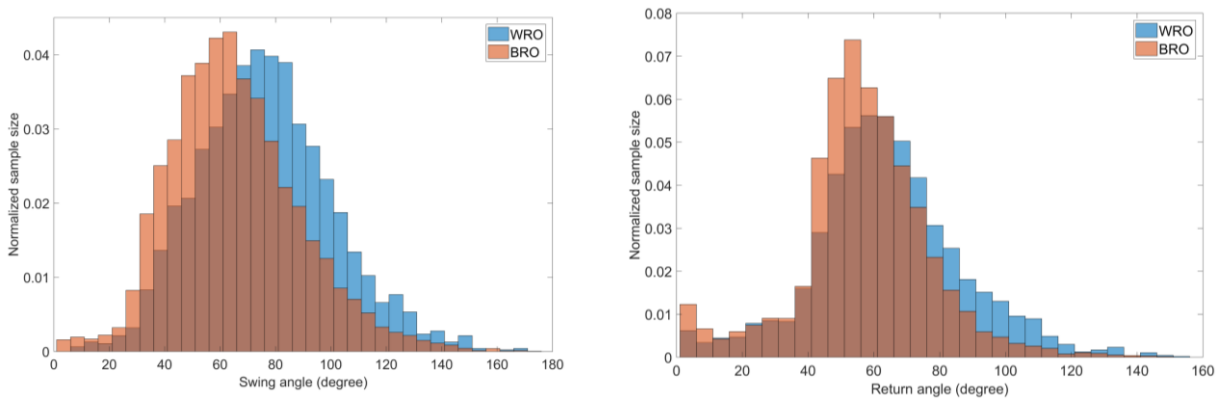 WRO
BRO
0.04
0.03
0.02
0.01
0
0 20 40 60 80 100 120 140 160 180
Normalized sample size
Swing angle (degree)
WRO
BRO
0.08
0.07
0.06
0.05
0.04
0.03
0.02
0.01
0
0 20 40 60 80 100 120 140 160
Normalized sample size
Return angle (degree)